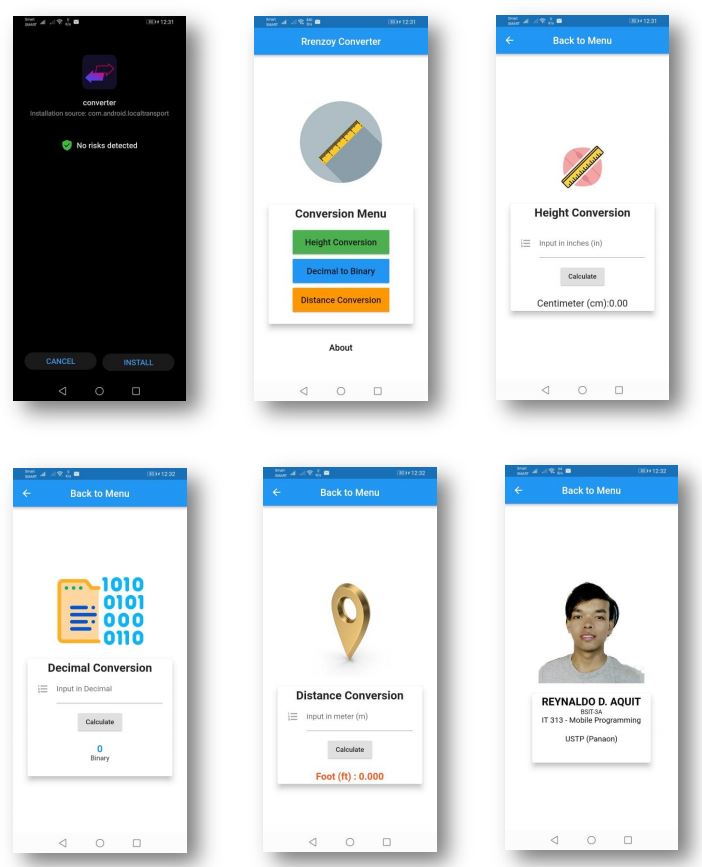 12:31
converter
Installation source: com.android.localtransport
No risks detected
CANCEL
INSTALL
12:31
Rrenzoy Converter
Conversion Menu
Height Conversion
Decimal to Binary
Distance Conversion
About
12:31
Back to Menu
Height Conversion
Input in inches (in)
Calculate
Centimeter (cm):0.00
12:32
Back to Menu
1010
0101
000
0110
Decimal Conversion
Input in Decimal
Calculate
0
Binary
12:32
Back to Menu
Distance Conversion
input in meter (m)
Calculate
Foot (ft) : 0.000
12:32
Back to Menu
REYNALDO D. AQUIT
BSIT-3A
IT 313 - Mobile Programming
USTP (Panaon)